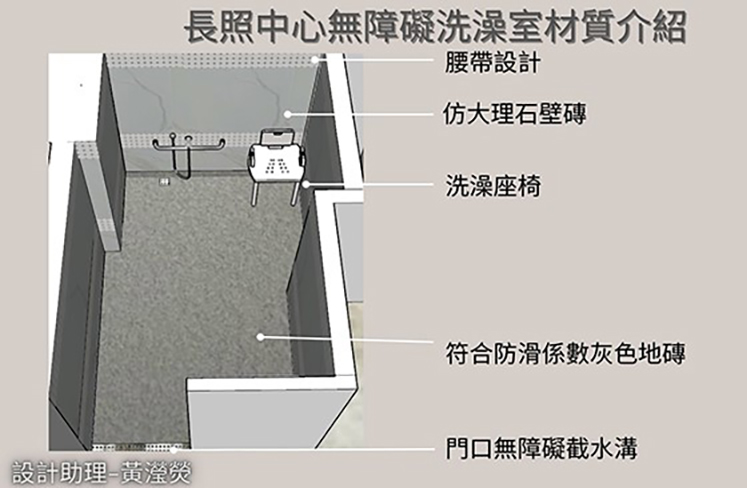 長照中心無障礙洗澡室材質介紹
腰帶設計
仿大理石壁磚
洗澡座椅
符合防滑係數灰色地磚
門口無障礙截水溝
設計助理-黃瀅熒